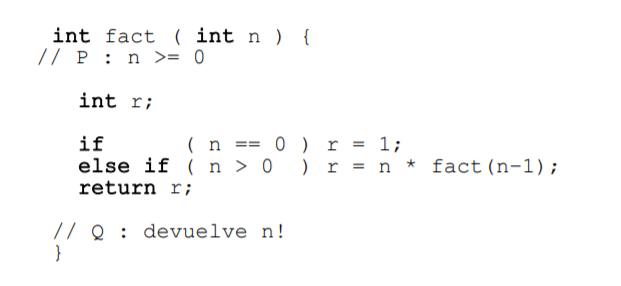 int fact ( int n ) {
// P : n >= 0
int r;
if ( n == 0 ) r = 1;
else if ( n > 0 ) r = n * fact(n-1);
return r;
// Q : devuelve n!
}